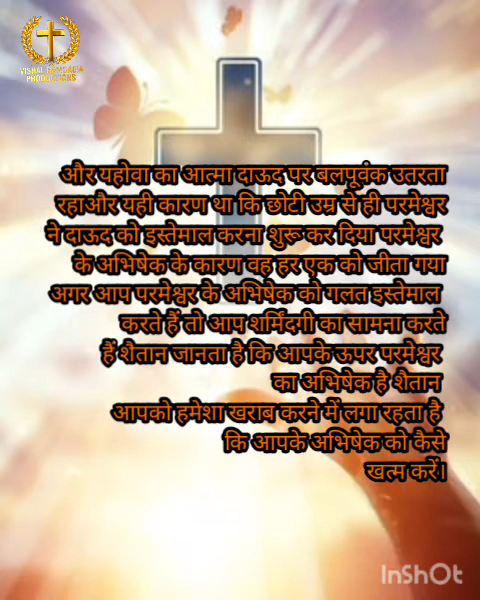 VISHAL
PRODUCTIONS
और यहोवा का आत्मा दाऊद पर बलपूर्वक उतरता
रहाऔर यही कारण था कि छोटी उम्र से ही परमेश्वर
ने दाऊद को इस्तेमाल करना शुरू कर दिया परमेश्वर
के अभिषेक के कारण वह हर एक को जीता गया
अगर आप परमेश्वर के अभिषेक को गलत इस्तेमाल
करते हैं तो आप शर्मिंदगी का सामना करते
हैं शैतान जानता है कि आपके ऊपर परमेश्वर
का अभिषेक है शैतान
आपको हमेशा खराब करने में लगा रहता है
कि आपके अभिषेक को कैसे
खत्म करें।
InShOt